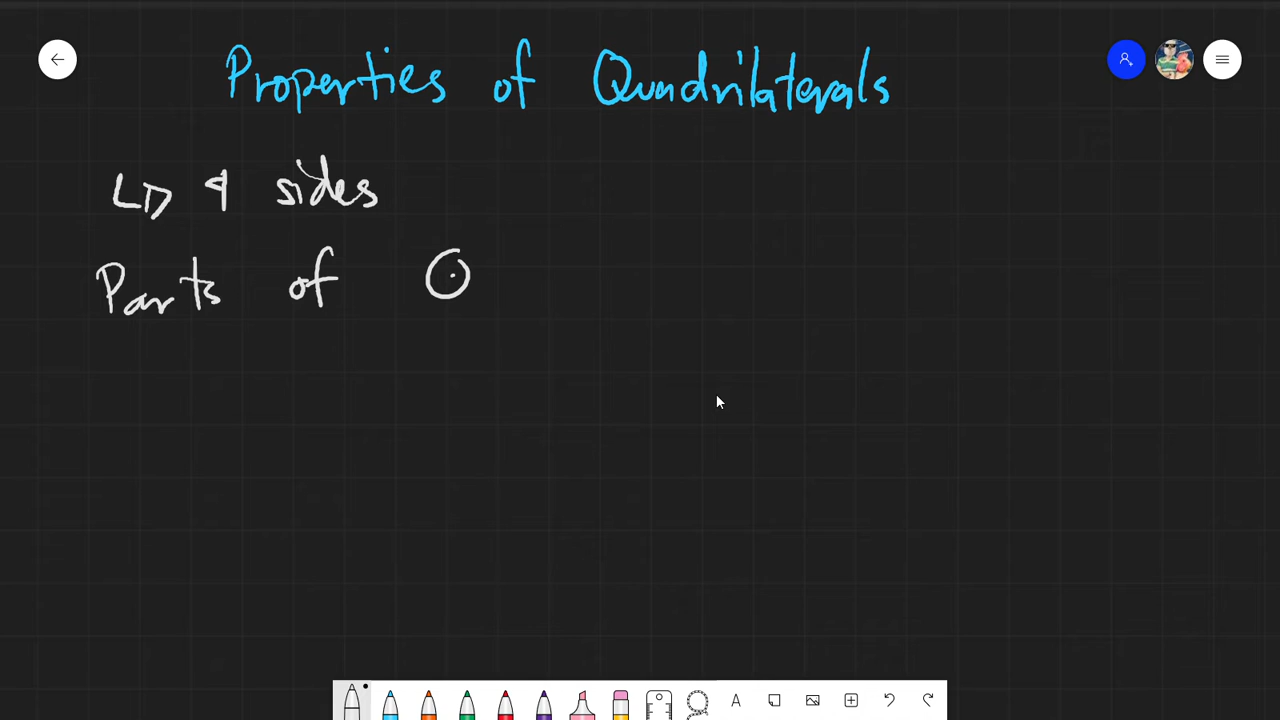 Properties of Quadrilaterals
4 sides
Parts of ⊙